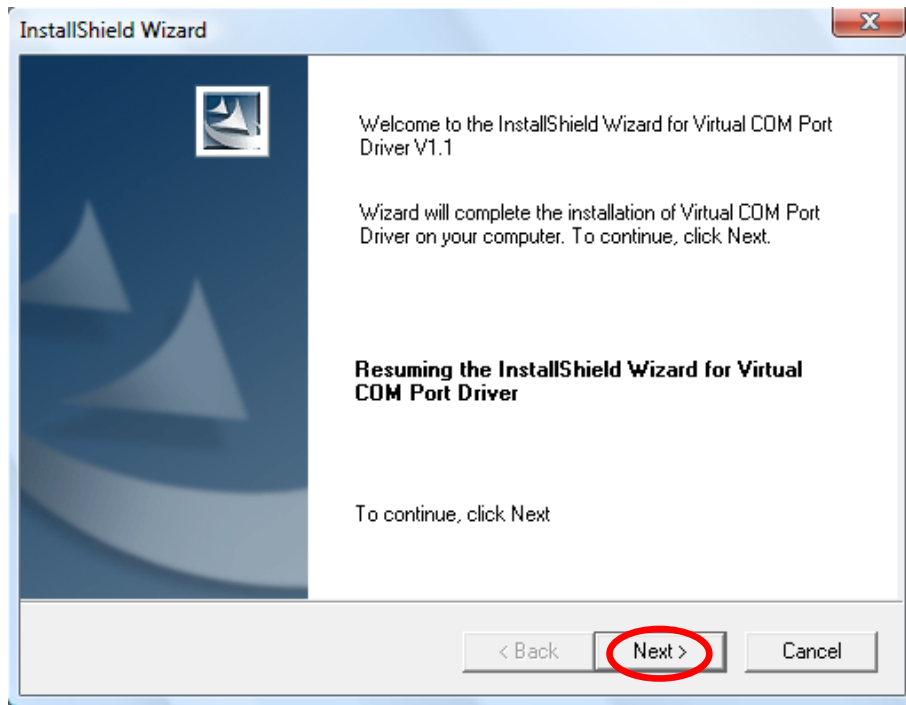 InstallShield Wizard
Welcome to the InstallShield Wizard for Virtual COM Port
Driver V1.1
Wizard will complete the installation of Virtual COM Port
Driver on your computer. To continue, click Next.
Resuming the InstallShield Wizard for Virtual
COM Port Driver
To continue, click Next
< Back Next > Cancel